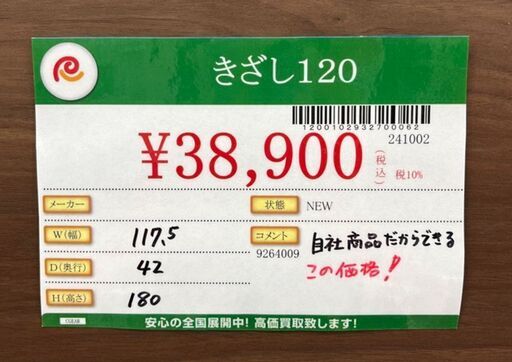 きざし120
1200102932700062
241002
¥38,900 (税込) 税10%
メーカー
状態 NEW
W(幅) 117.5
コメント 自社商品だからできる
9264009
この価格!
D(奥行) 42
H(高さ) 180
安心の全国展開中! 高価買取致します!